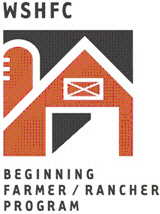 WSHFC
BEGINNING
FARMER / RANCHER
PROGRAM